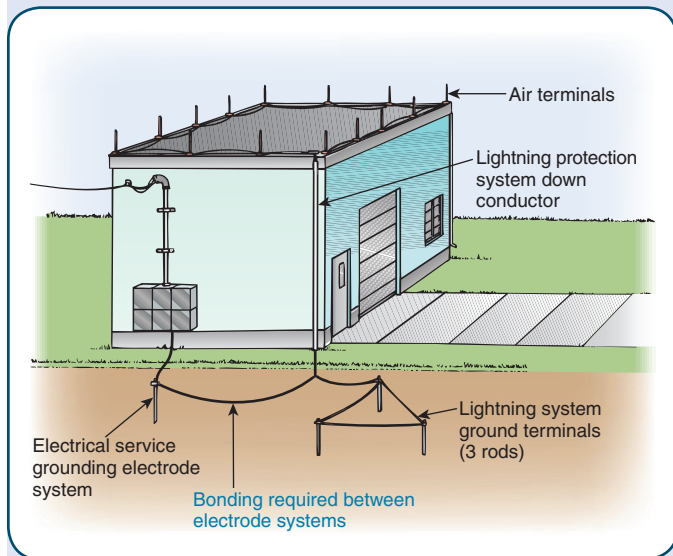 Air terminals
Lightning protection
system down
conductor
Lightning system
ground terminals
(3 rods)
Electrical service
grounding electrode
system
Bonding required between
electrode systems